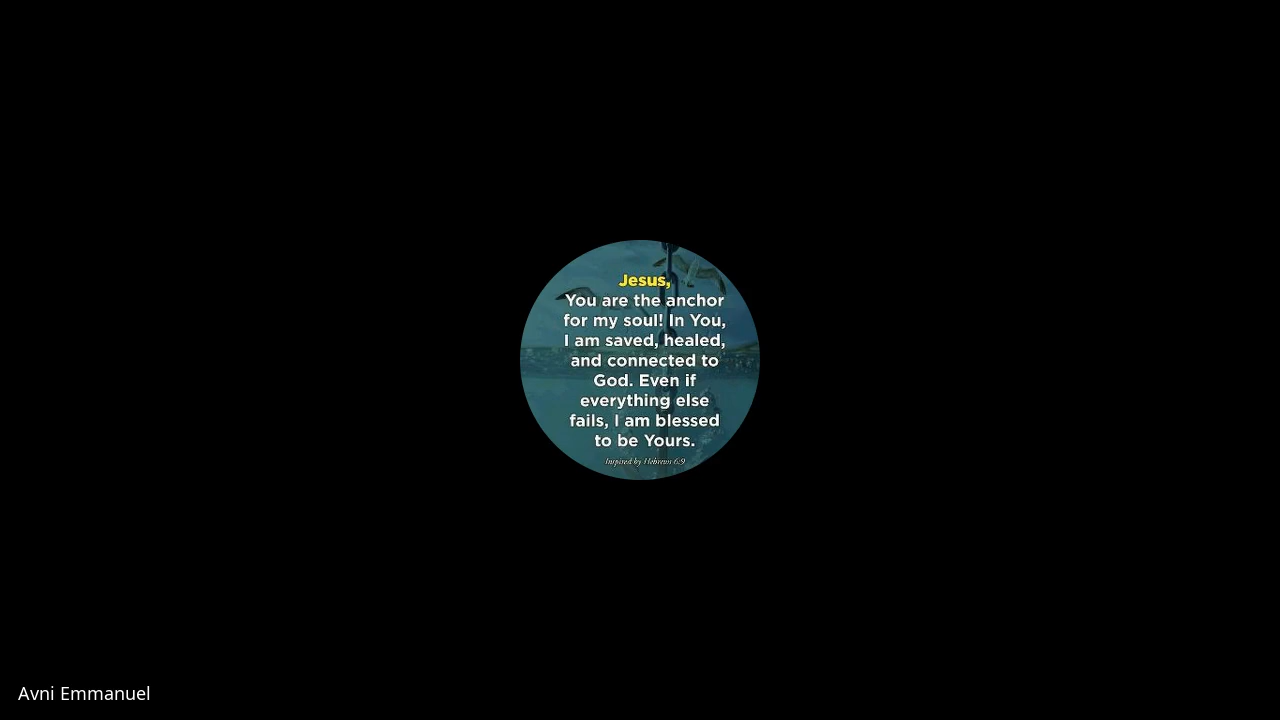 Jesus,
You are the anchor
for my soul! In You,
I am saved, healed,
and connected to
God. Even if
everything else
fails, I am blessed
to be Yours.
Inspired by Hebrews 6:9
Avni Emmanuel